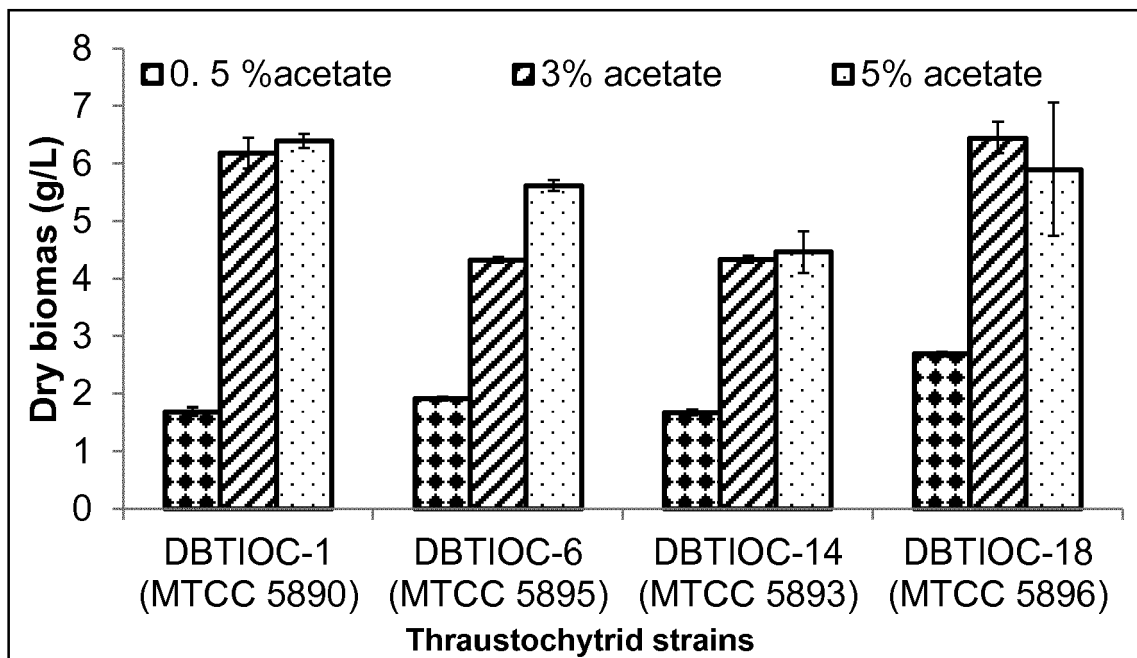 0. 5 %acetate 3% acetate 5% acetate
8
7
6
5
4
3
2
1
0
Dry biomas (g/L)
DBTIOC-1 DBTIOC-6 DBTIOC-14 DBTIOC-18
(MTCC 5890) (MTCC 5895) (MTCC 5893) (MTCC 5896)
Thraustochytrid strains